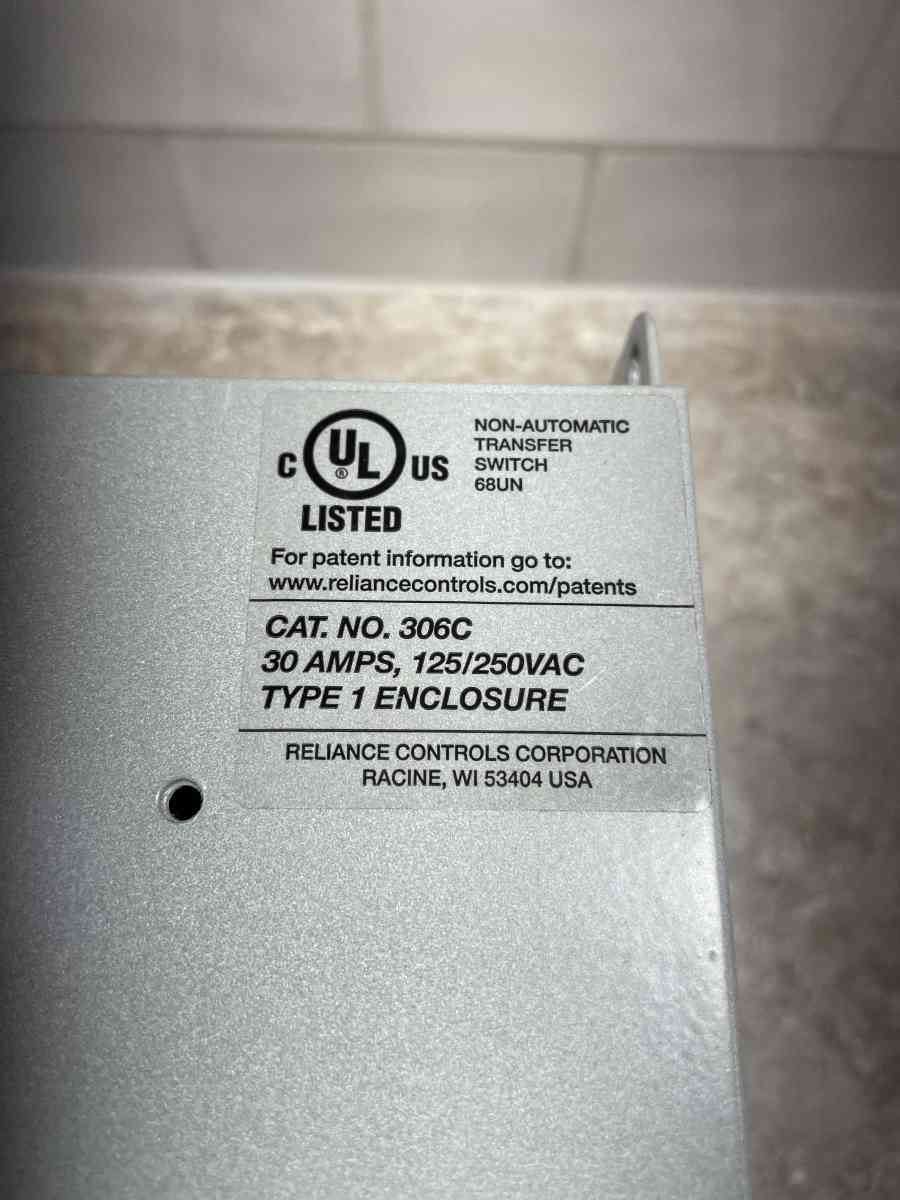 C UL® US
LISTED
NON-AUTOMATIC
TRANSFER
SWITCH
68UN
For patent information go to:
www.reliancecontrols.com/patents
CAT. NO. 306C
30 AMPS, 125/250VAC
TYPE 1 ENCLOSURE
RELIANCE CONTROLS CORPORATION
RACINE, WI 53404 USA